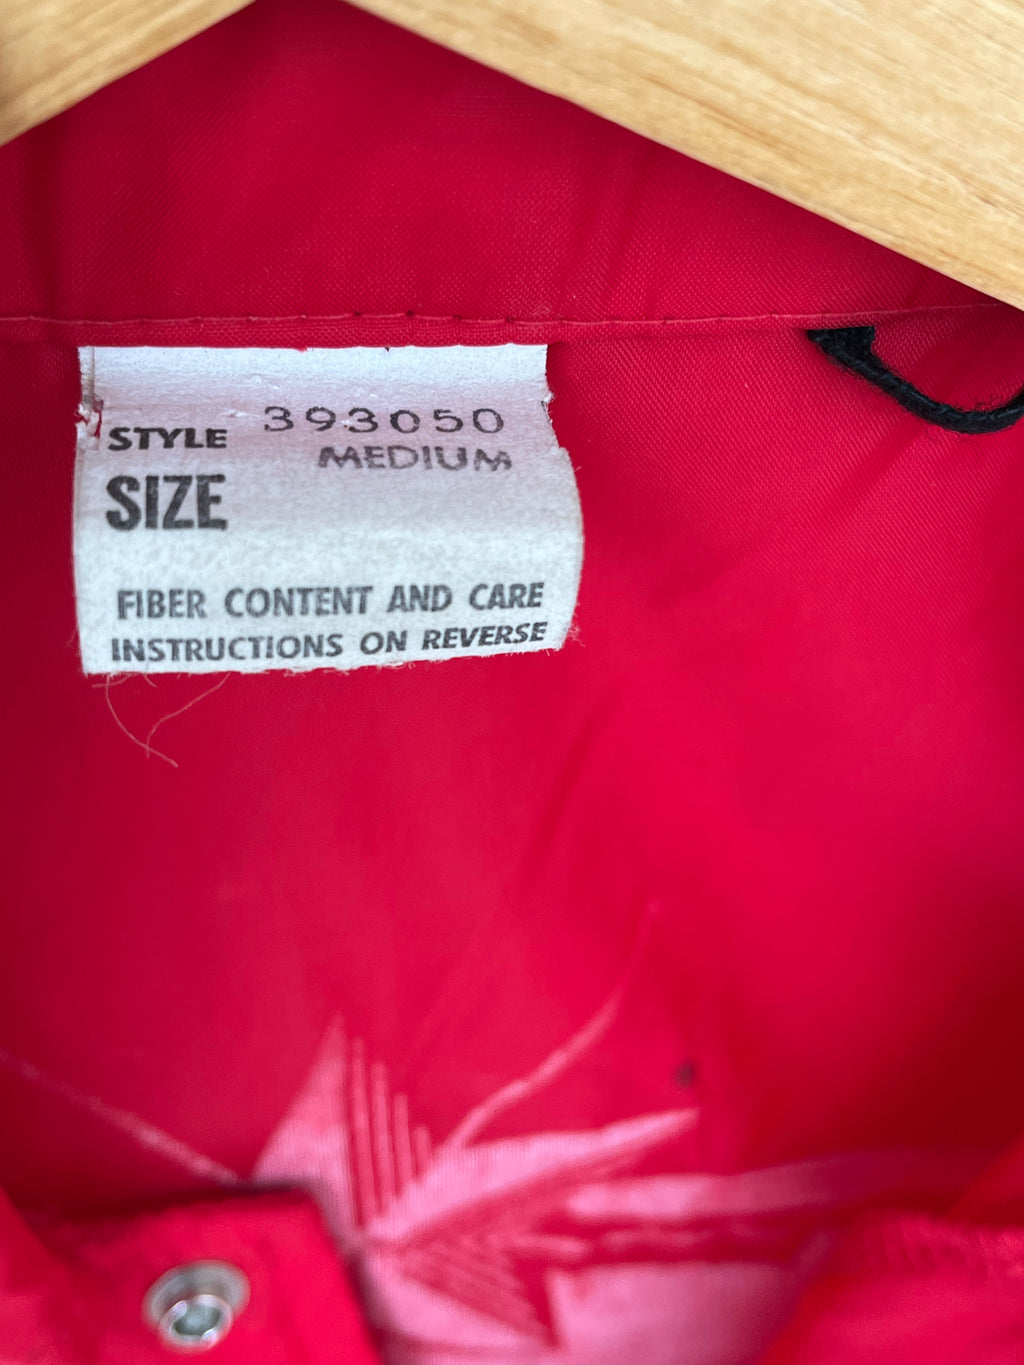 STYLE 393050
MEDIUM
SIZE
FIBER CONTENT AND CARE
INSTRUCTIONS ON REVERSE